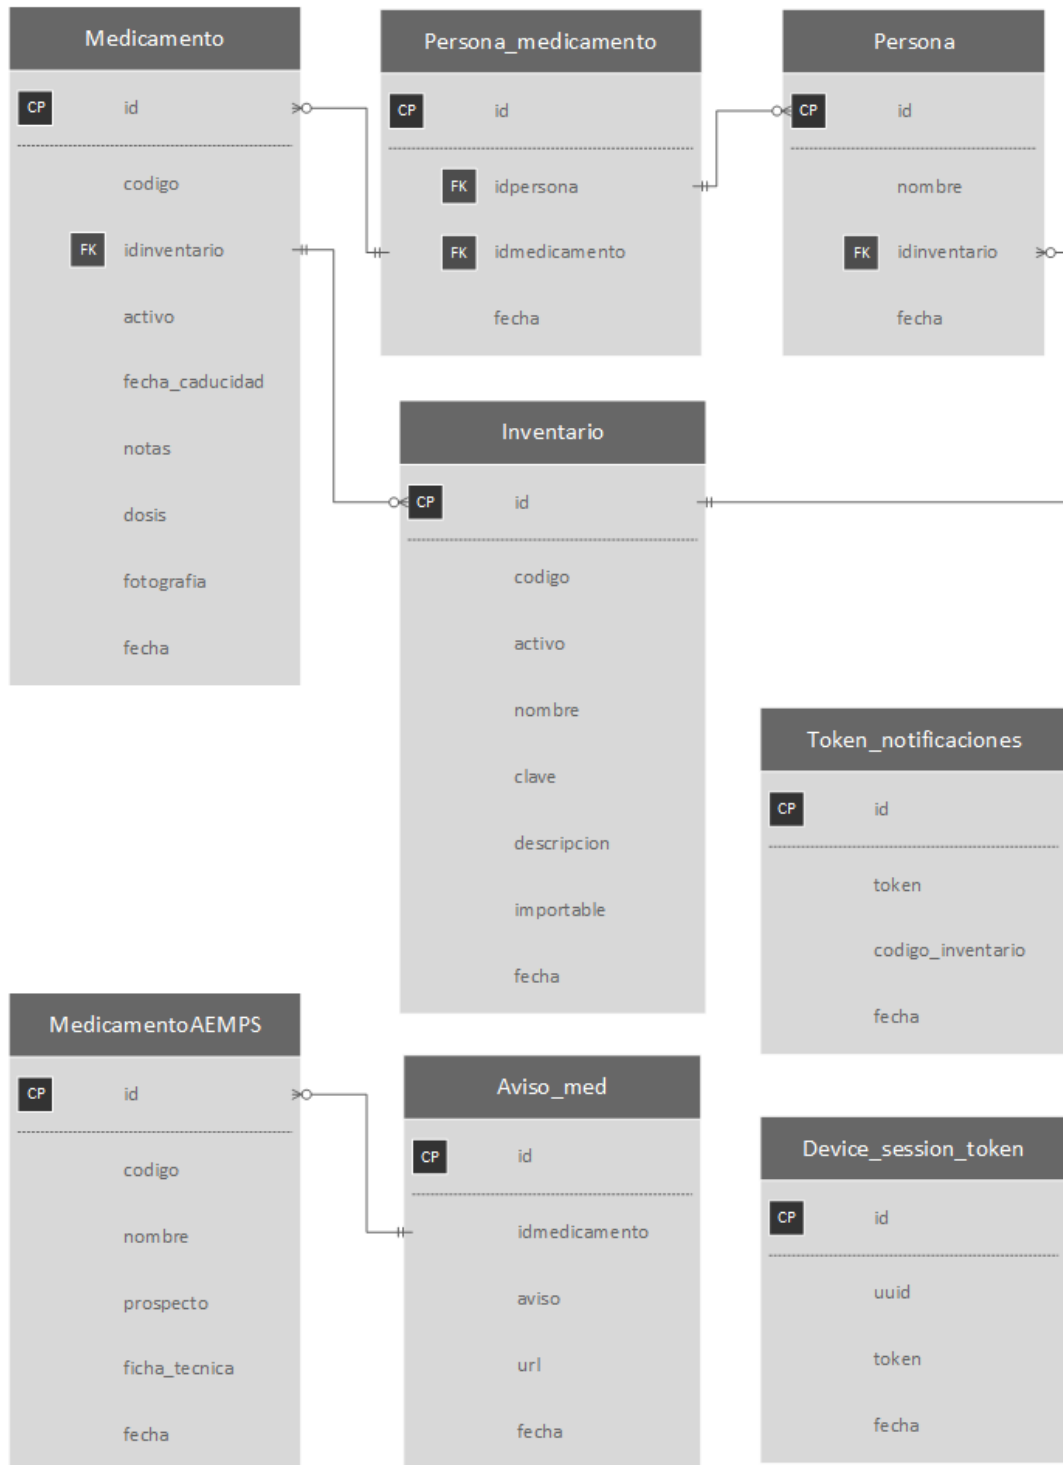 Medicamento
CP id
codigo
FK idinventario
activo
fecha_caducidad
notas
dosis
fotografia
fecha
Persona_medicamento
CP id
FK idpersona
FK idmedicamento
fecha
Persona
CP id
nombre
FK idinventario
fecha
Inventario
CP id
codigo
activo
nombre
clave
descripcion
importable
fecha
Token_notificaciones
CP id
token
codigo_inventario
fecha
MedicamentoAEMPS
CP id
codigo
nombre
prospecto
ficha_tecnica
fecha
Aviso_med
CP id
idmedicamento
aviso
url
fecha
Device_session_token
CP id
uuid
token
fecha